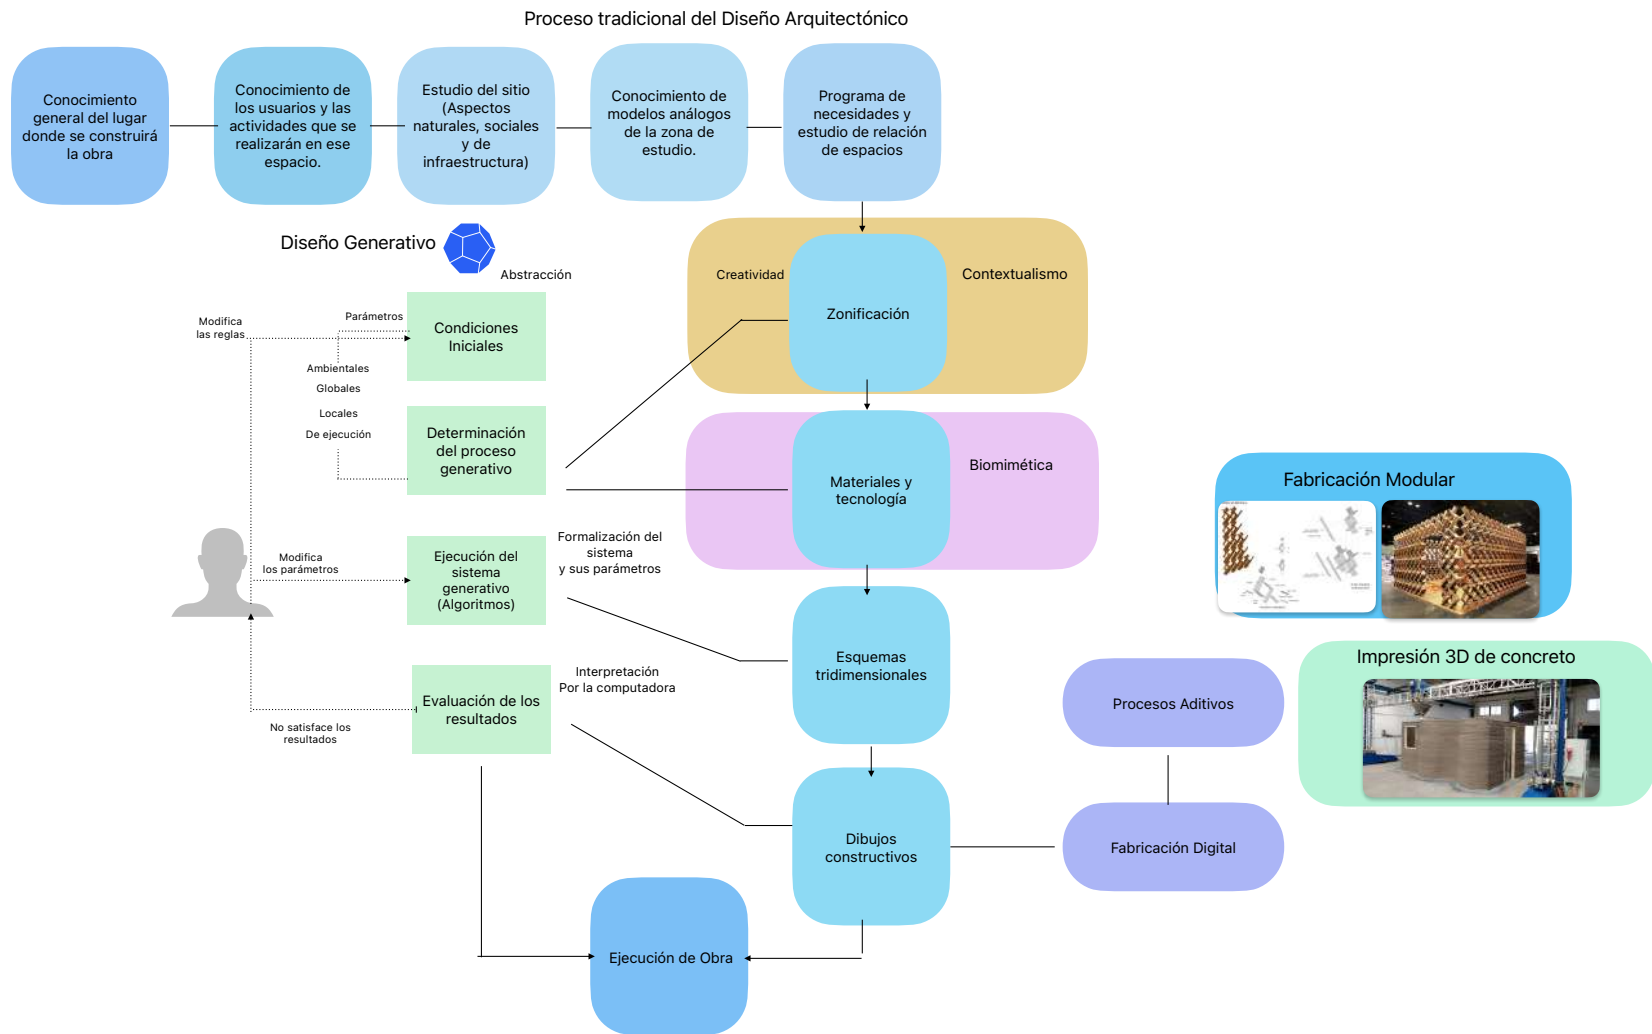 Proceso tradicional del Diseño Arquitectónico
Conocimiento
general del lugar
donde se construirá
la obra
Conocimiento de
los usuarios y las
actividades que se
realizarán en ese
espacio.
Estudio del sitio
(Aspectos
naturales, sociales
y de
infraestructura)
Conocimiento de
modelos análogos
de la zona de
estudio.
Programa de
necesidades y
estudio de relación
de espacios
Diseño Generativo
Abstracción
Creatividad
Contextualismo
Zonificación
Modifica
las reglas
Parámetros
Condiciones
Iniciales
Ambientales
Globales
Locales
De ejecución
Determinación
del proceso
generativo
Materiales y
tecnología
Biomimética
Fabricación Modular
Modifica
los parámetros
Ejecución del
sistema
generativo
(Algoritmos)
Formalización del
sistema
y sus parámetros
Esquemas
tridimensionales
Impresión 3D de concreto
Interpretación
Por la computadora
Evaluación de los
resultados
No satisface los
resultados
Procesos Aditivos
Dibujos
constructivos
Fabricación Digital
Ejecución de Obra